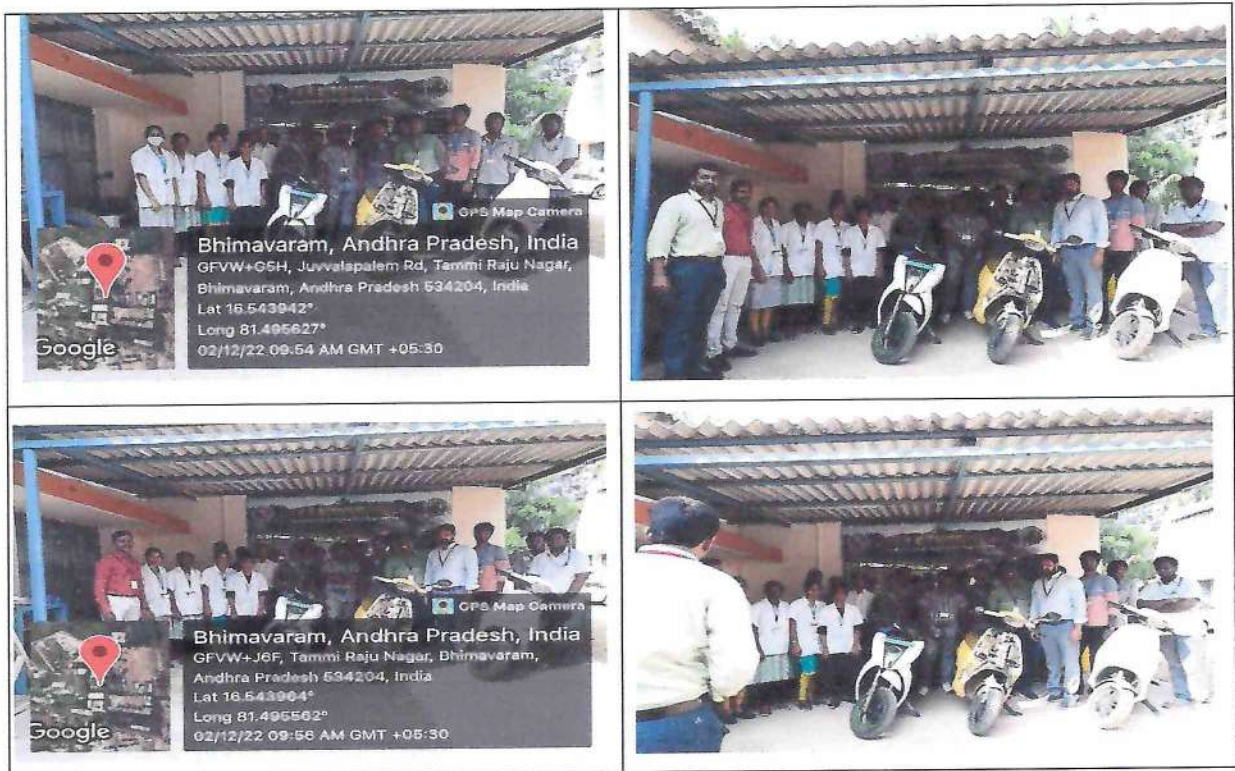 GPS Map Camera
Bhimavaram, Andhra Pradesh, India
GFVW+G5H, Juvvalapalem Rd, Tammi Raju Nagar,
Bhimavaram, Andhra Pradesh 534204, India
Lat 16.543942°
Long 81.495627°
02/12/22 09:54 AM GMT +05:30
Google
GPS Map Camera
Bhimavaram, Andhra Pradesh, India
GFVW+J6F, Tammi Raju Nagar, Bhimavaram,
Andhra Pradesh 534204, India
Lat 16.543964°
Long 81.495562°
02/12/22 09:56 AM GMT +05:30
Google